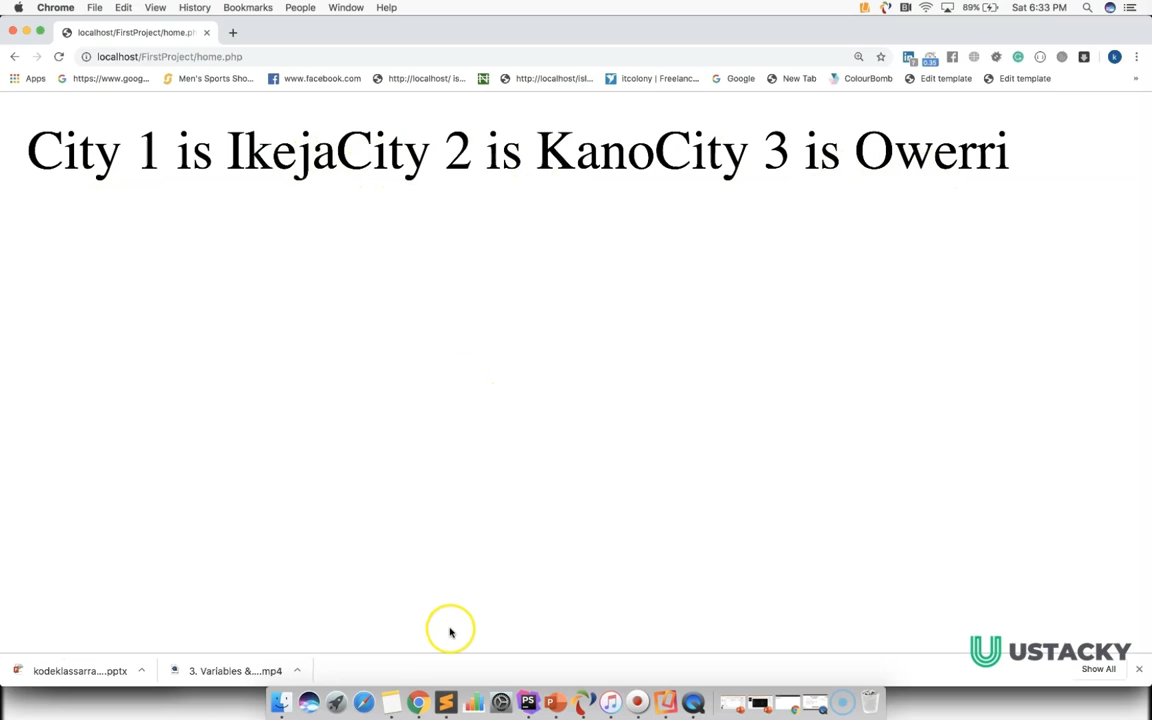 Chrome File Edit View History Bookmarks People Window Help 89% Sat 6:33 PM
localhost/FirstProject/home.ph
localhost/FirstProject/home.php
0.35
k
Apps https://www.goog... Men's Sports Sho... www.facebook.com http://localhost/ is... http://localhost/isl... itcolony | Freelanc... Google New Tab ColourBomb Edit template Edit template »
City 1 is IkejaCity 2 is KanoCity 3 is Owerri
USTACKY
kodeklassarra....pptx 3. Variables &....mp4 Show All
PS